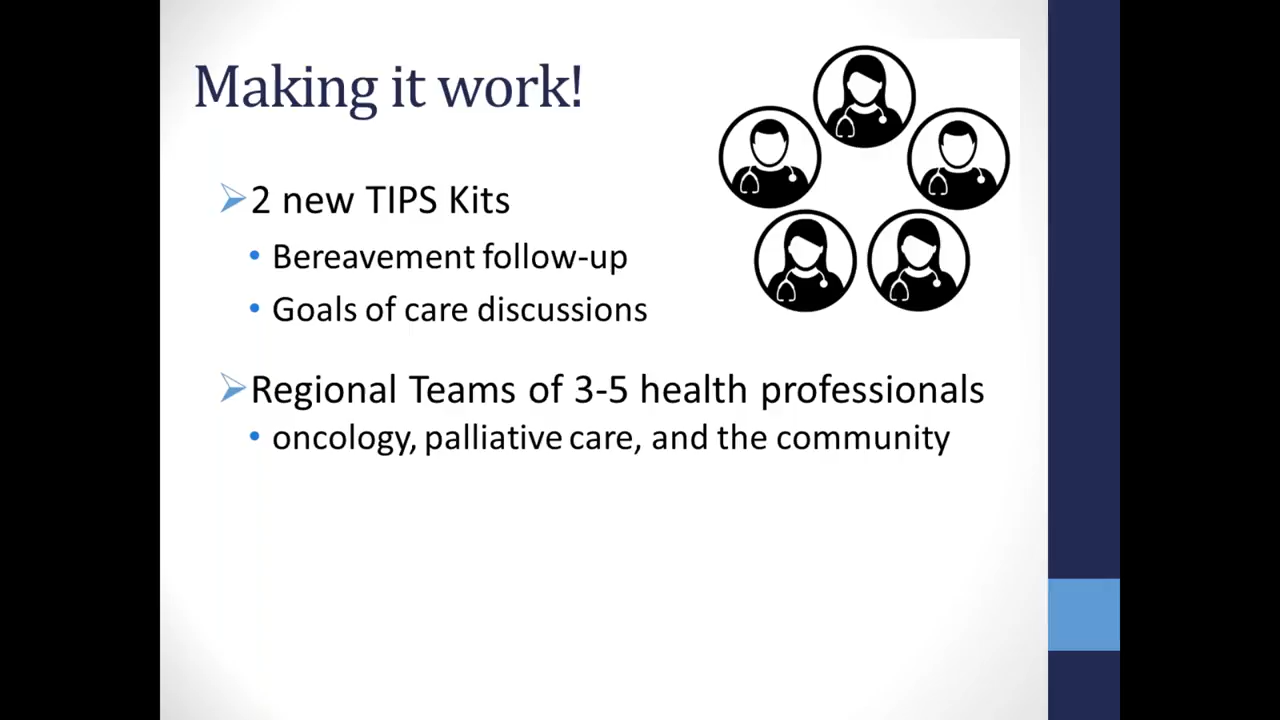 Making it work!
2 new TIPS Kits
Bereavement follow-up
Goals of care discussions
Regional Teams of 3-5 health professionals
oncology, palliative care, and the community